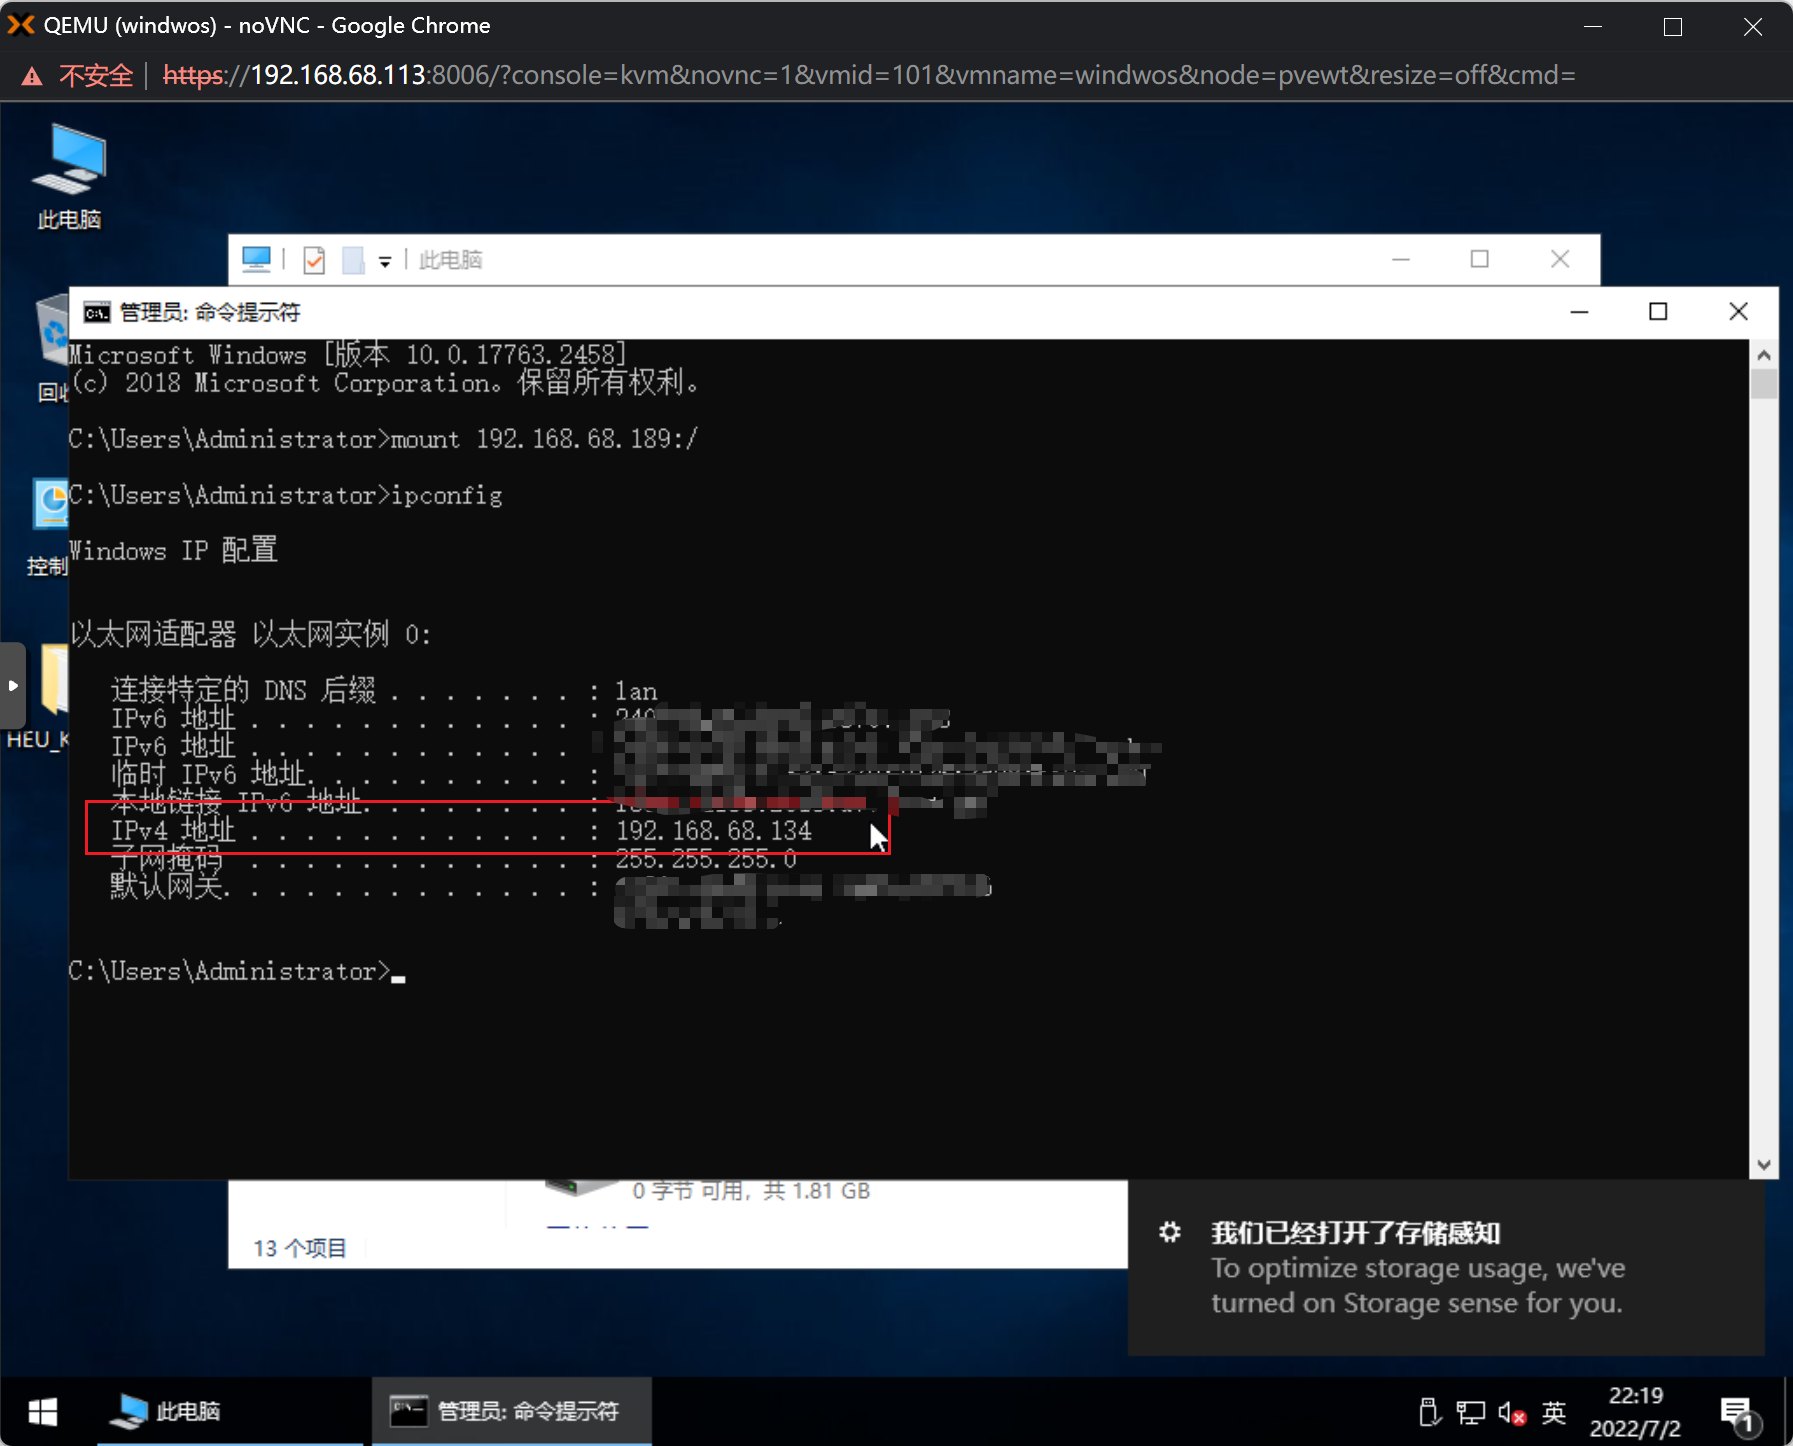 QEMU (windwos) - noVNC - Google Chrome
不安全 | https://192.168.68.113:8006/?console=kvm&novnc=1&vmid=101&vmname=windwos&node=pvewt&resize=off&cmd=
此电脑
此电脑
管理员: 命令提示符
Microsoft Windows [版本 10.0.17763.2458]
(c) 2018 Microsoft Corporation。保留所有权利。
C:\Users\Administrator>mount 192.168.68.189:/
C:\Users\Administrator>ipconfig
Windows IP 配置
以太网适配器 以太网实例 0:
连接特定的 DNS 后缀 . . . . . . . : lan
IPv6 地址 . . . . . . . . . . . . :
IPv6 地址 . . . . . . . . . . . .
临时 IPv6 地址. . . . . . . . . . :
本地链接 IPv6 地址. . . . . . . . :
IPv4 地址 . . . . . . . . . . . . : 192.168.68.134
子网掩码 . . . . . . . . . . . . : 255.255.255.0
默认网关. . . . . . . . . . . . . :
C:\Users\Administrator>
回收
控制
HEU_K
0 字节 可用，共 1.81 GB
13 个项目
我们已经打开了存储感知
To optimize storage usage, we've
turned on Storage sense for you.
此电脑
管理员: 命令提示符
英
22:19
2022/7/2
1